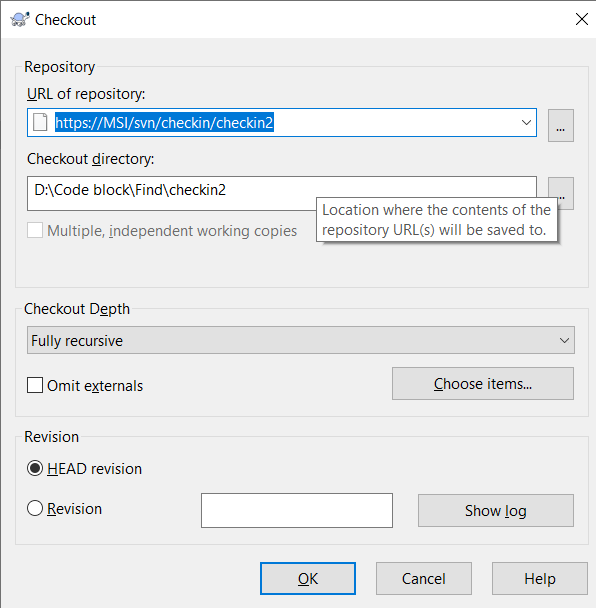 Checkout
Repository
URL of repository:
https://MSI/svn/checkin/checkin2
...
Checkout directory:
D:\Code block\Find\checkin2
...
Location where the contents of the
repository URL(s) will be saved to.
Multiple, independent working copies
Checkout Depth
Fully recursive
Omit externals
Choose items...
Revision
HEAD revision
Revision
Show log
OK
Cancel
Help